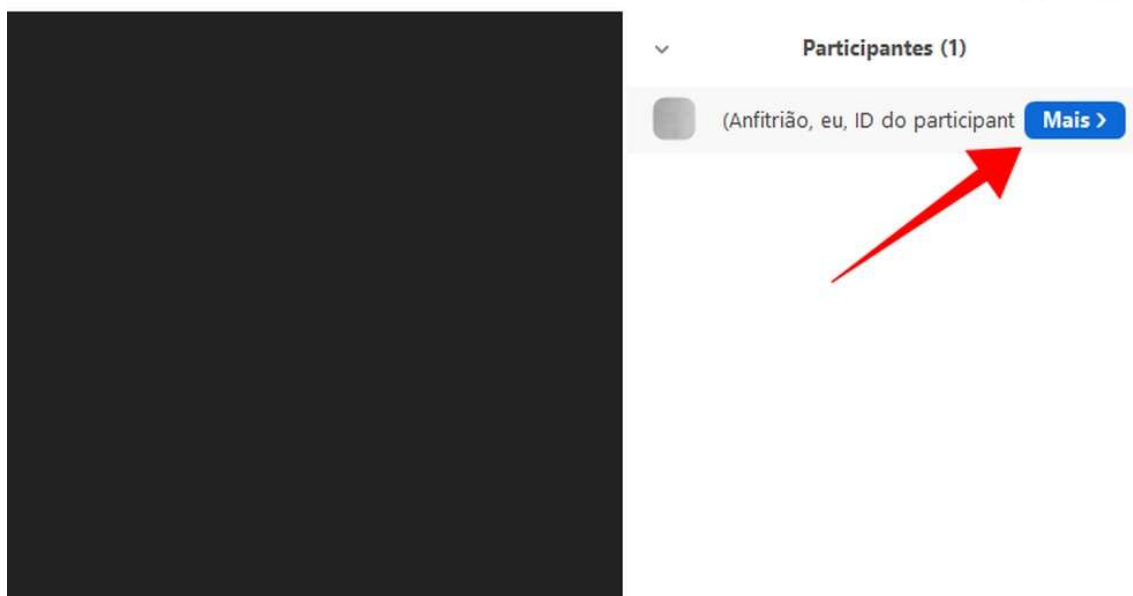 Participantes (1)
(Anfitrião, eu, ID do participant Mais >